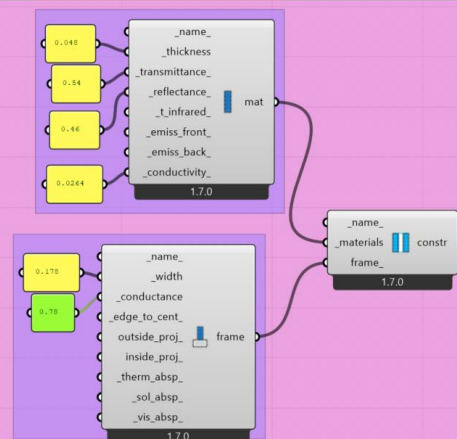 0.048
0.54
0.46
0.0264
_name_
_thickness
_transmittance_
_reflectance_
_t_infrared_
_emiss_front_
_emiss_back_
_conductivity_
mat
1.7.0
_name_
_materials
frame_
constr
1.7.0
0.178
0.78
_name_
_width
_conductance
_edge_to_cent_
outside_proj_
inside_proj_
_therm_absp_
_sol_absp_
_vis_absp_
frame
1.7.0